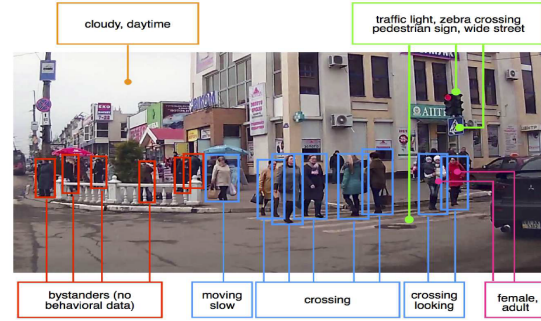 cloudy, daytime
traffic light, zebra crossing
pedestrian sign, wide street
АПТЕ
bystanders (no
behavioral data)
moving
slow
crossing
crossing
looking
female,
adult